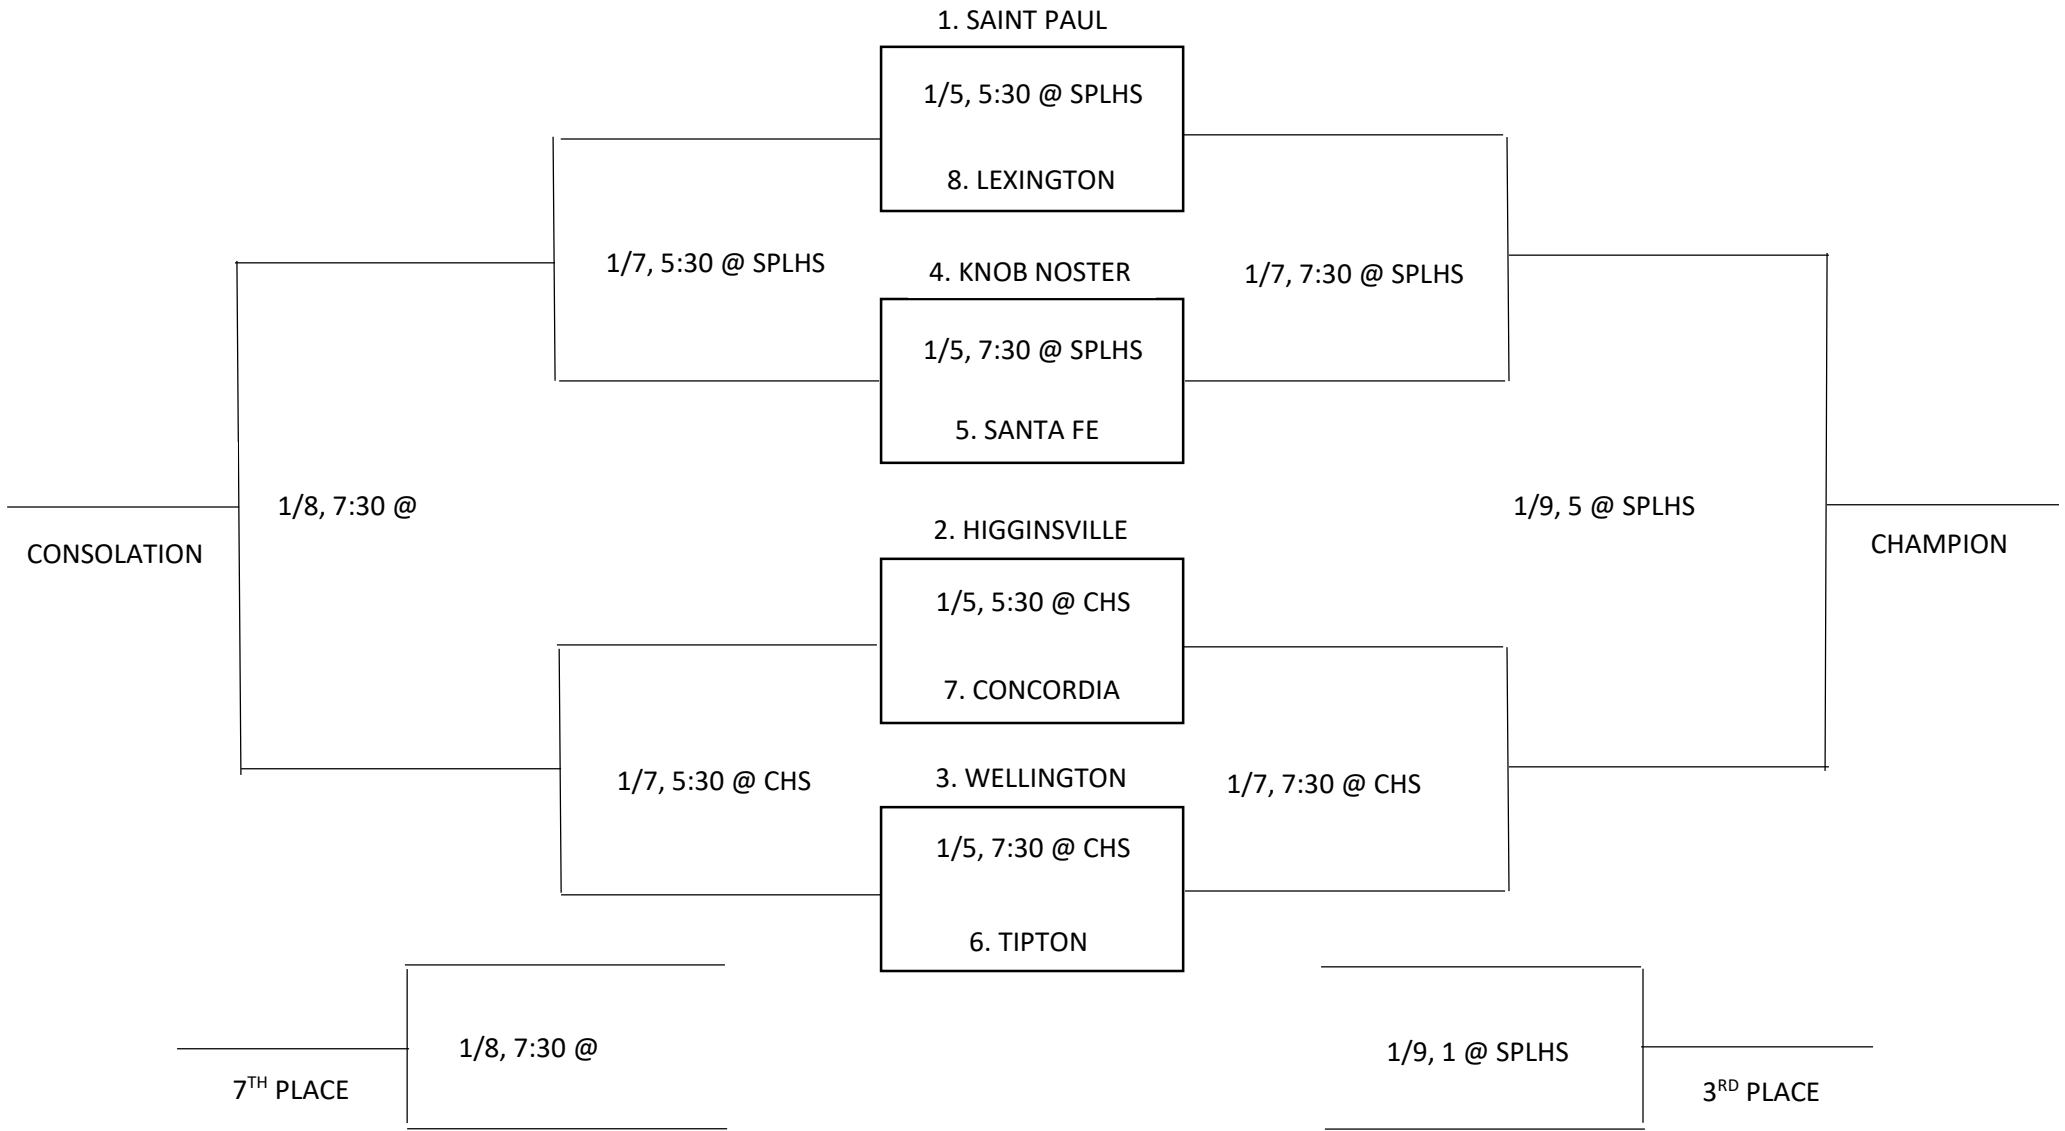 1. SAINT PAUL
1/5, 5:30 @ SPLHS
8. LEXINGTON
1/7, 5:30 @ SPLHS
4. KNOB NOSTER
1/7, 7:30 @ SPLHS
1/5, 7:30 @ SPLHS
5. SANTA FE
1/8, 7:30 @
1/9, 5 @ SPLHS
2. HIGGINSVILLE
CONSOLATION
CHAMPION
1/5, 5:30 @ CHS
7. CONCORDIA
1/7, 5:30 @ CHS
3. WELLINGTON
1/7, 7:30 @ CHS
1/5, 7:30 @ CHS
6. TIPTON
1/8, 7:30 @
1/9, 1 @ SPLHS
7TH PLACE
3RD PLACE